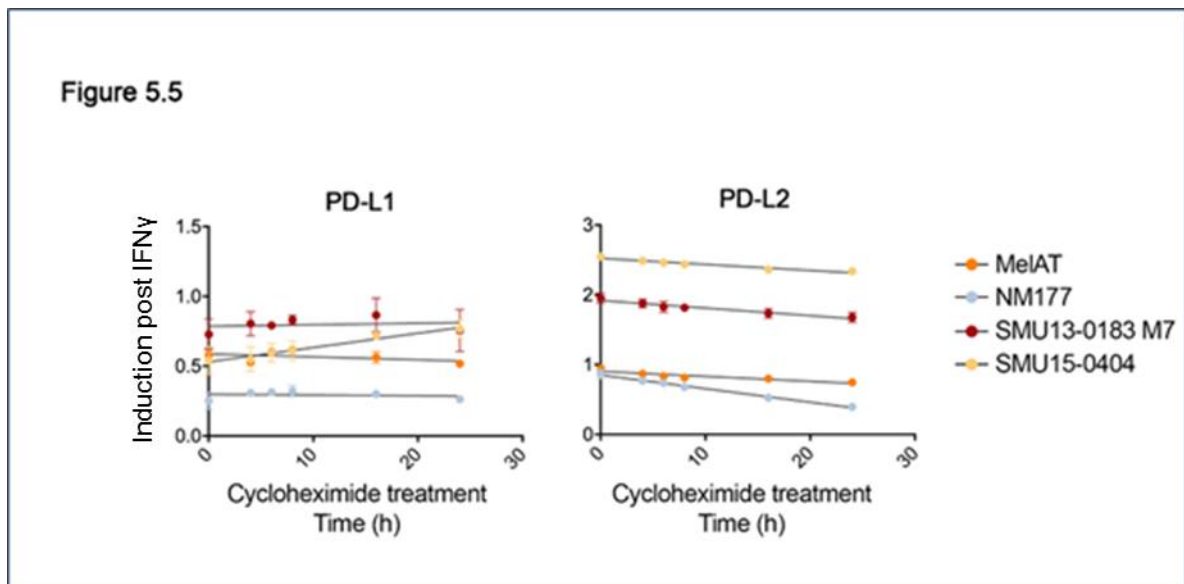 Figure 5.5
PD-L1
Induction post IFNγ
1.5
1.0
0.5
0.0
0
10
20
30
Cycloheximide treatment
Time (h)
PD-L2
3
2
1
0
0
10
20
30
Cycloheximide treatment
Time (h)
MelAT
NM177
SMU13-0183 M7
SMU15-0404